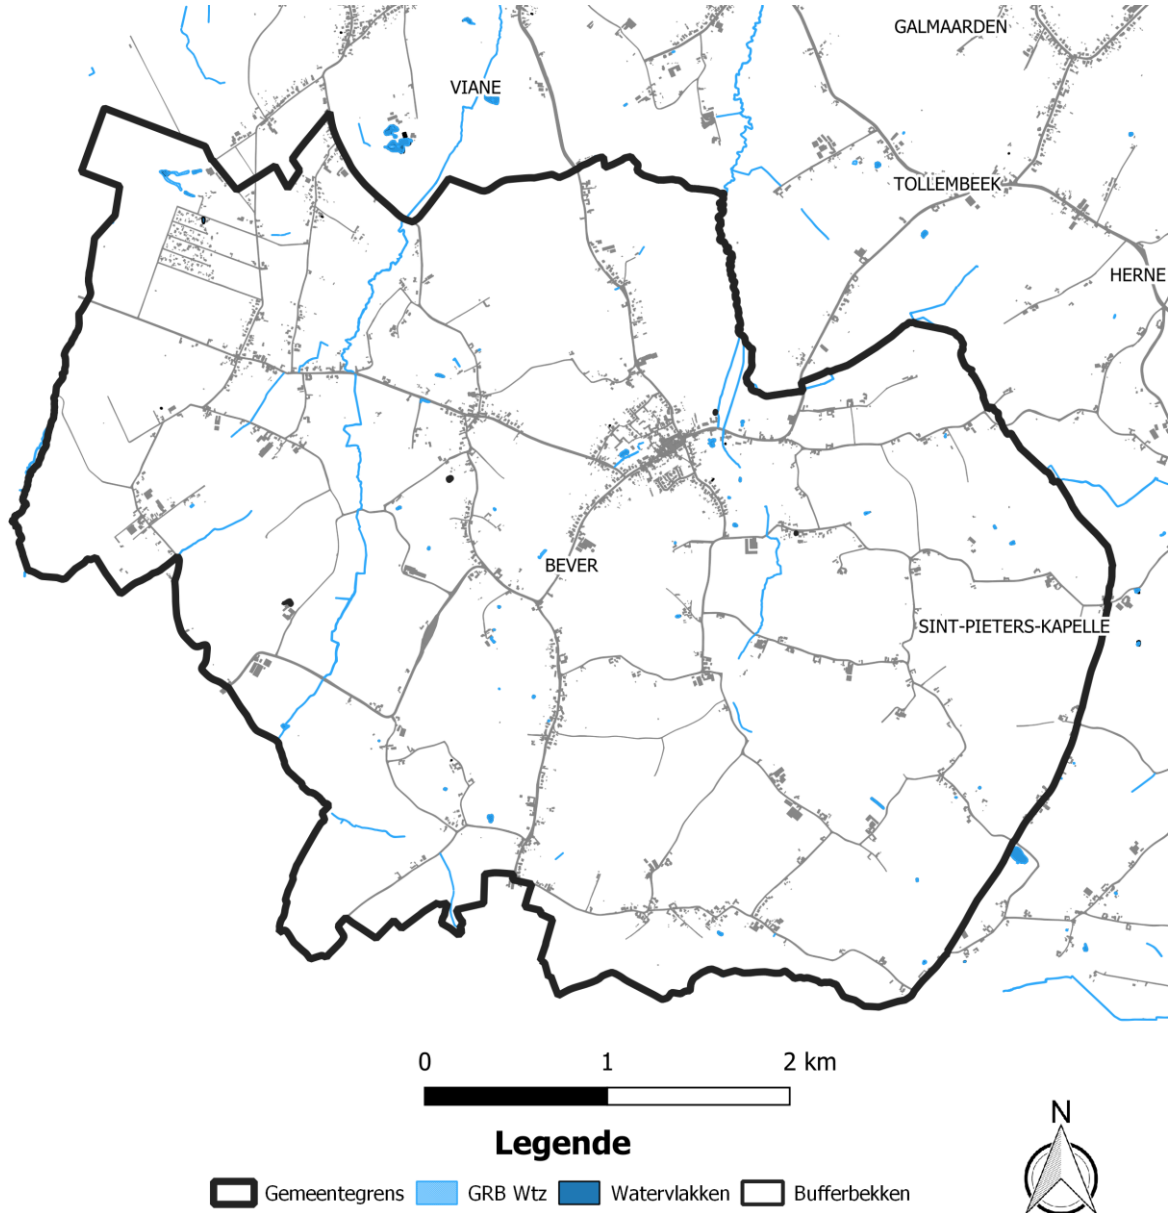 GALMAARDEN
VIANE
TOLLEMBEEK
HERNE
BEVER
SINT-PIETERS-KAPELLE
0 1 2 km
N
Legende
Gemeentegrens GRB Wtz Watervlakken Bufferbekken